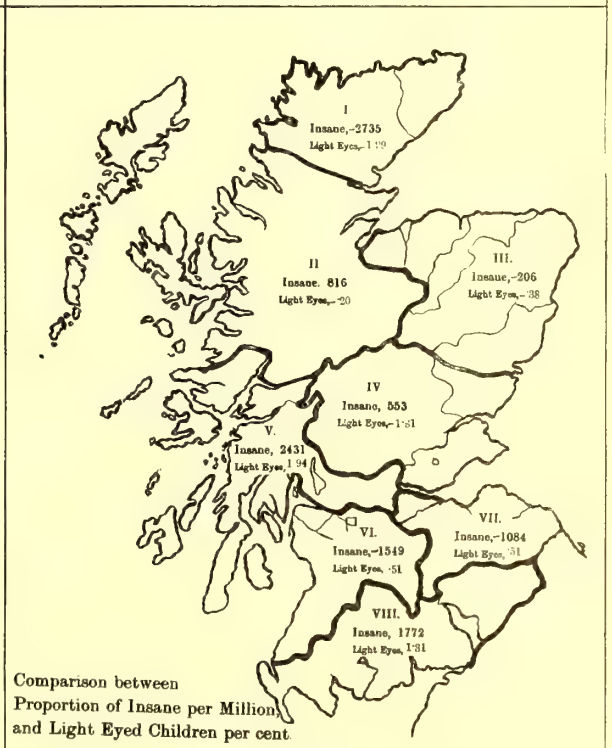 I
Insane,-2735
Light Eyes,-
II
Insane. 816
Light Eyes,-·20
III.
Insane,-206
Light Eyes,-·38
IV
Insane, 553
Light Eyes,-
V.
Insane, 2431
Light Eyes, 1·94
VI.
Insane,-1549
Light Eyes, ·51
VII.
Insane,-1084
Light Eyes, ·51
VIII.
Insane, 1772
Light Eyes, 1·31
Comparison between
Proportion of Insane per Million,
and Light Eyed Children per cent.